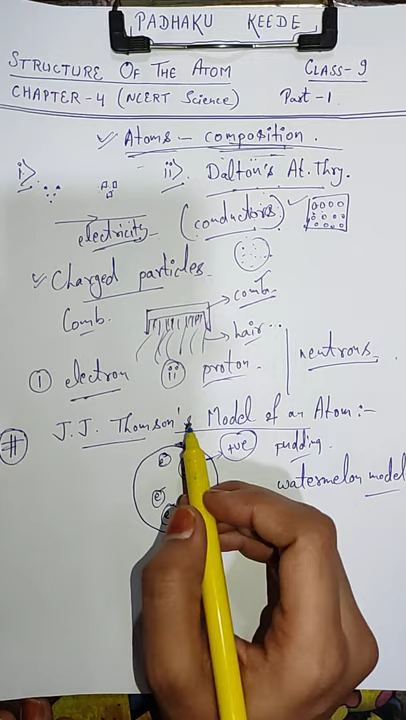 PADHAKU KEEDE
STRUCTURE OF THE ATOM CLASS-9
CHAPTER-4 (NCERT Science) Part-1.
Atoms - composition.
i> ii> Dalton's At. Thry.
electricity (conductors)
Charged particles.
Comb. comb.
hair...
① electron ⅱ proton. neutrons.
# J.J. Thomson's Model of an Atom:-
+ve pudding.
e⁻ watermelon model
e⁻
e⁻